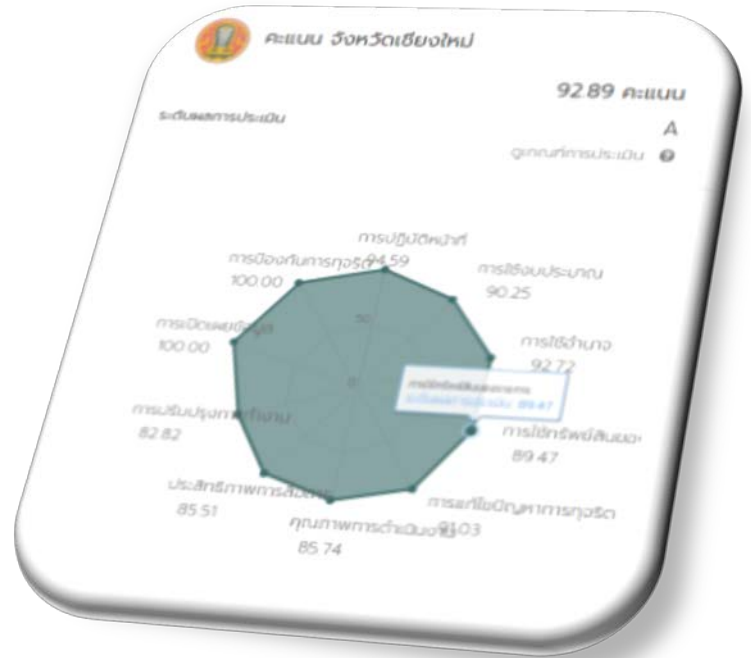 คะแนน จังหวัดเชียงใหม่
92.89 คะแนน
ระดับผลการประเมิน
A
ดูเกณฑ์การประเมิน
การปฏิบัติหน้าที่
94.59
การป้องกันการทุจริต
100.00
การใช้งบประมาณ
90.25
การเปิดเผยข้อมูล
100.00
การใช้อำนาจ
92.72
50
0
89.47
การใช้ทรัพย์สินของ
89.47
การปรับปรุงการทำงาน
82.82
การแก้ไขปัญหาการทุจริต
91.03
ประสิทธิภาพการสื่อสาร
85.51
คุณภาพการดำเนินงาน
85.74